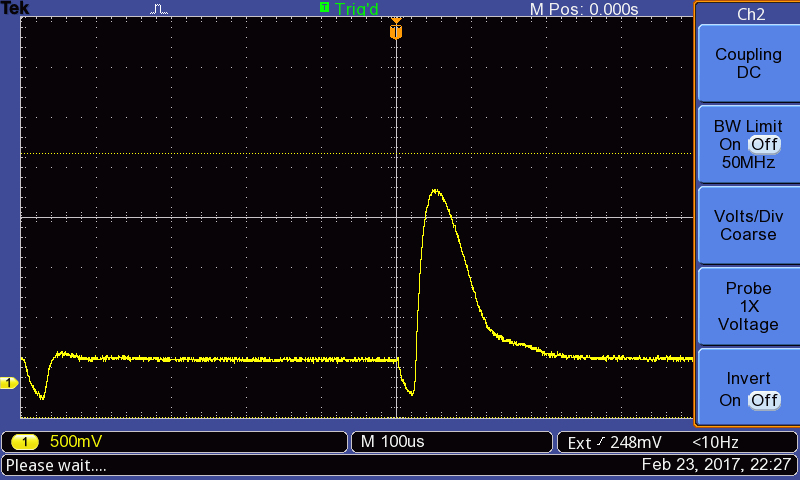 Tek
T Trig'd
M Pos: 0.000s
Ch2
T
Coupling
DC
BW Limit
On Off
50MHz
Volts/Div
Coarse
Probe
1X
Voltage
Invert
On Off
1
1 500mV
M 100us
Ext 248mV
<10Hz
Please wait....
Feb 23, 2017, 22:27